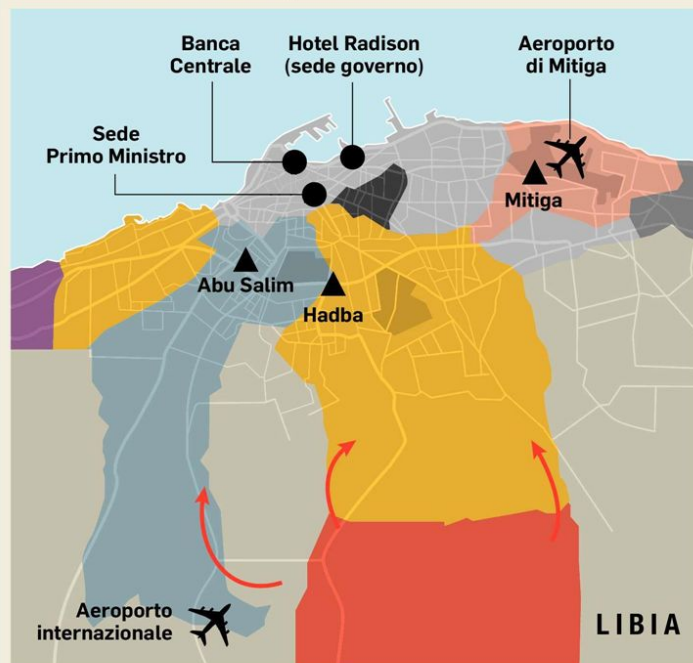 Banca
Centrale
Hotel Radison
(sede governo)
Aeroporto
di Mitiga
Sede
Primo Ministro
Mitiga
Abu Salim
Hadba
Aeroporto
internazionale
LIBIA